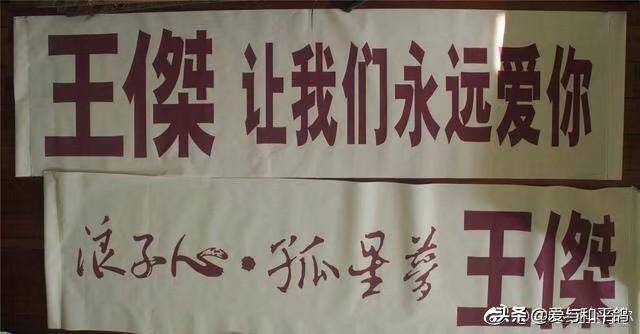 王傑 让我们永远爱你
浪子心·孤星夢 王傑
头条 @爱与和平鸽